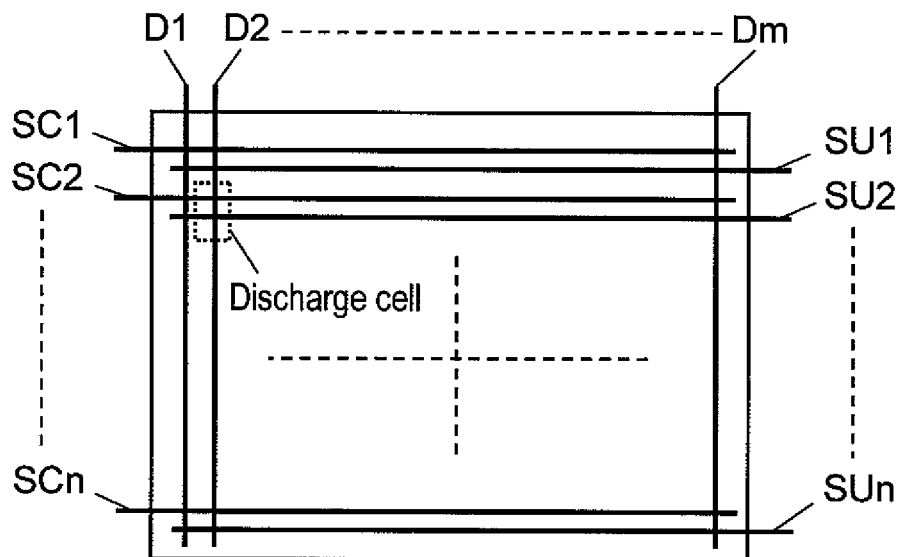 D1 D2 Dm
SC1
SU1
SC2
SU2
Discharge cell
SCn
SUn